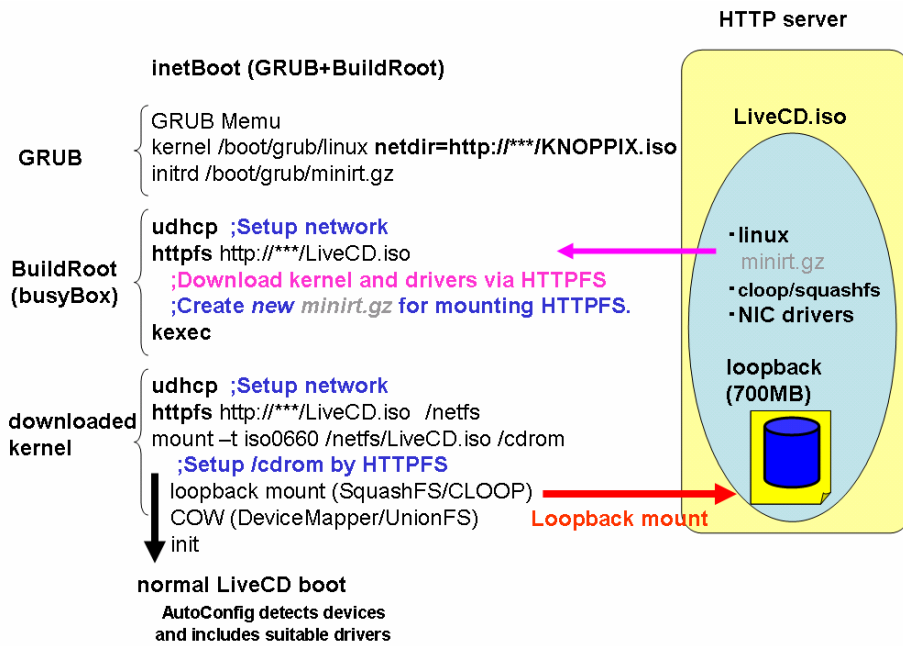 HTTP server
inetBoot (GRUB+BuildRoot)
GRUB
GRUB Memu
kernel /boot/grub/linux netdir=http://***/KNOPPIX.iso
initrd /boot/grub/minirt.gz
BuildRoot
(busyBox)
udhcp ;Setup network
httpfs http://***/LiveCD.iso
;Download kernel and drivers via HTTPFS
;Create new minirt.gz for mounting HTTPFS.
kexec
downloaded
kernel
udhcp ;Setup network
httpfs http://***/LiveCD.iso /netfs
mount –t iso0660 /netfs/LiveCD.iso /cdrom
;Setup /cdrom by HTTPFS
loopback mount (SquashFS/CLOOP)
COW (DeviceMapper/UnionFS)
init
Loopback mount
normal LiveCD boot
AutoConfig detects devices
and includes suitable drivers
LiveCD.iso
・linux
minirt.gz
・cloop/squashfs
・NIC drivers
loopback
(700MB)